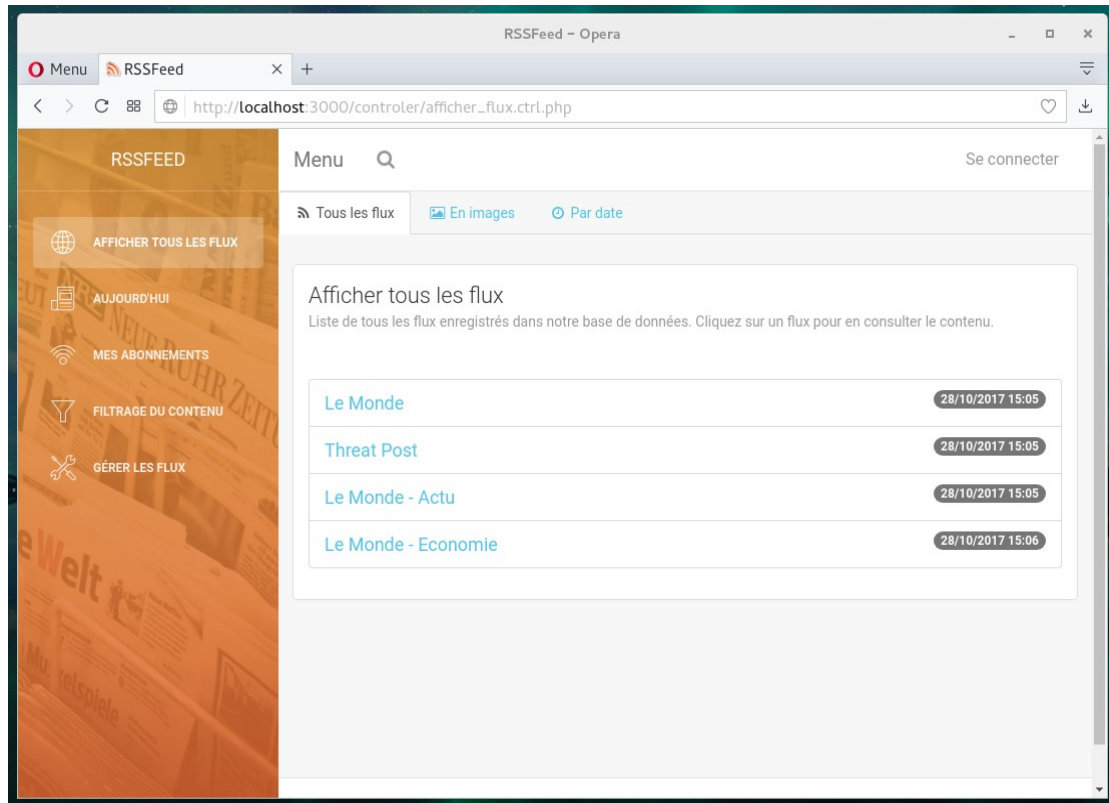 RSSFeed - Opera
Menu RSSFeed
http://localhost:3000/controler/afficher_flux.ctrl.php
RSSFEED
AFFICHER TOUS LES FLUX
AUJOURD'HUI
MES ABONNEMENTS
FILTRAGE DU CONTENU
GÉRER LES FLUX
Menu Se connecter
Tous les flux En images Par date
Afficher tous les flux
Liste de tous les flux enregistrés dans notre base de données. Cliquez sur un flux pour en consulter le contenu.
Le Monde 28/10/2017 15:05
Threat Post 28/10/2017 15:05
Le Monde - Actu 28/10/2017 15:05
Le Monde - Economie 28/10/2017 15:06
NEUE RUHR ZEIT
e Welt